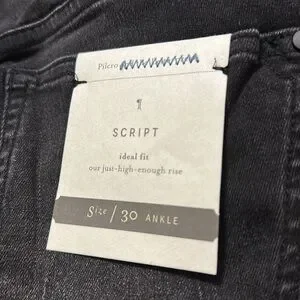 Pilcro
¶
SCRIPT
ideal fit
our just-high-enough rise
Size / 30 ANKLE